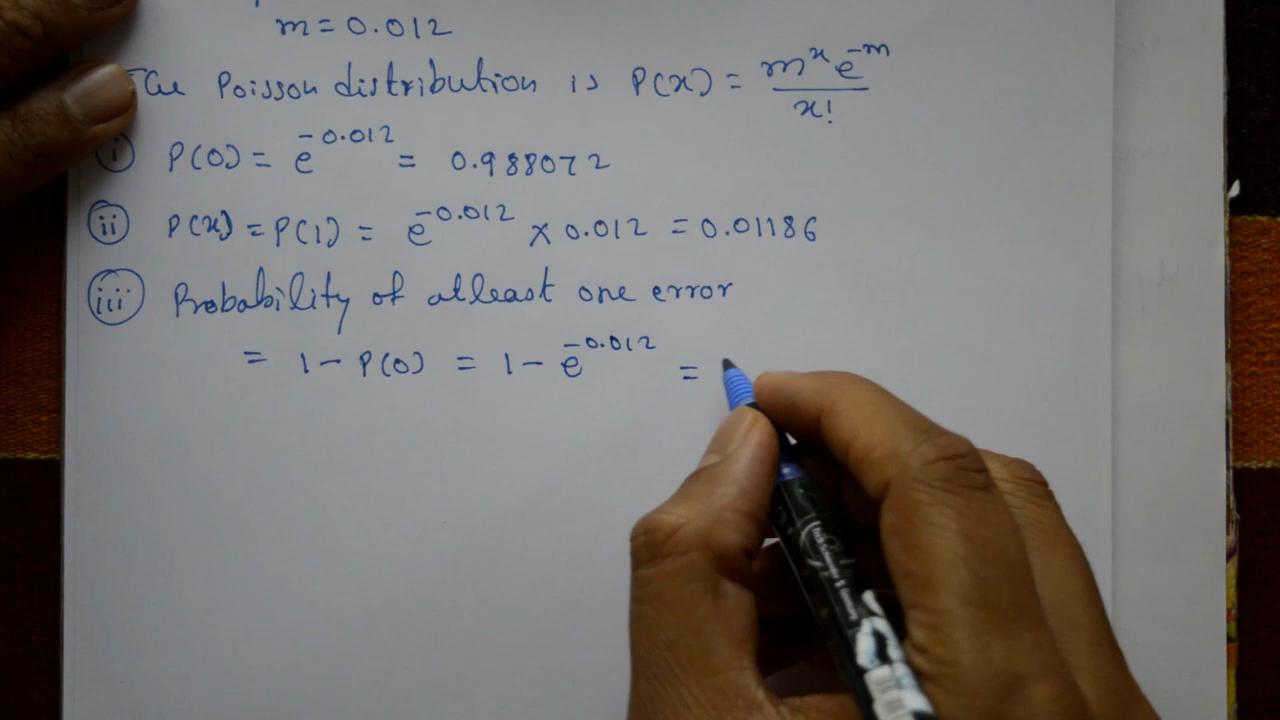 m = 0.012
The Poisson distribution is P(x) = m^x e^-m / x!
(i) P(0) = e^-0.012 = 0.988072
(ii) P(x) = P(1) = e^-0.012 × 0.012 = 0.01186
(iii) Probability of atleast one error
= 1 - P(0) = 1 - e^-0.012 =